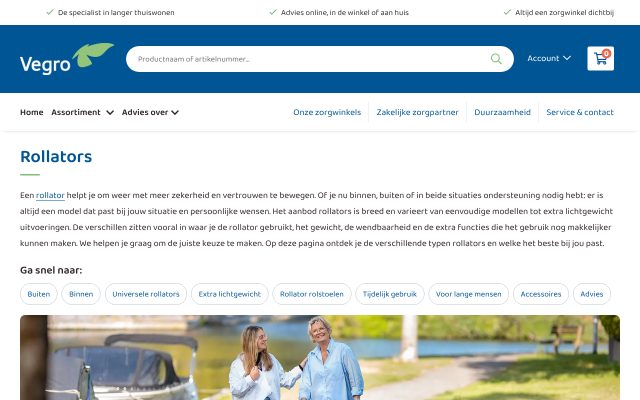 De specialist in langer thuiswonen
Advies online, in de winkel of aan huis
Altijd een zorgwinkel dichtbij
Vegro
Productnaam of artikelnummer...
Account
0
Home
Assortiment
Advies over
Onze zorgwinkels
Zakelijke zorgpartner
Duurzaamheid
Service & contact
Rollators
Een rollator helpt je om weer met meer zekerheid en vertrouwen te bewegen. Of je nu binnen, buiten of in beide situaties ondersteuning nodig hebt: er is
altijd een model dat past bij jouw situatie en persoonlijke wensen. Het aanbod rollators is breed en varieert van eenvoudige modellen tot extra lichtgewicht
uitvoeringen. De verschillen zitten vooral in waar je de rollator gebruikt, het gewicht, de wendbaarheid en de extra functies die het gebruik nog makkelijker
kunnen maken. We helpen je graag om de juiste keuze te maken. Op deze pagina ontdek je de verschillende typen rollators en welke het beste bij jou past.
Ga snel naar:
Buiten
Binnen
Universele rollators
Extra lichtgewicht
Rollator rolstoelen
Tijdelijk gebruik
Voor lange mensen
Accessoires
Advies